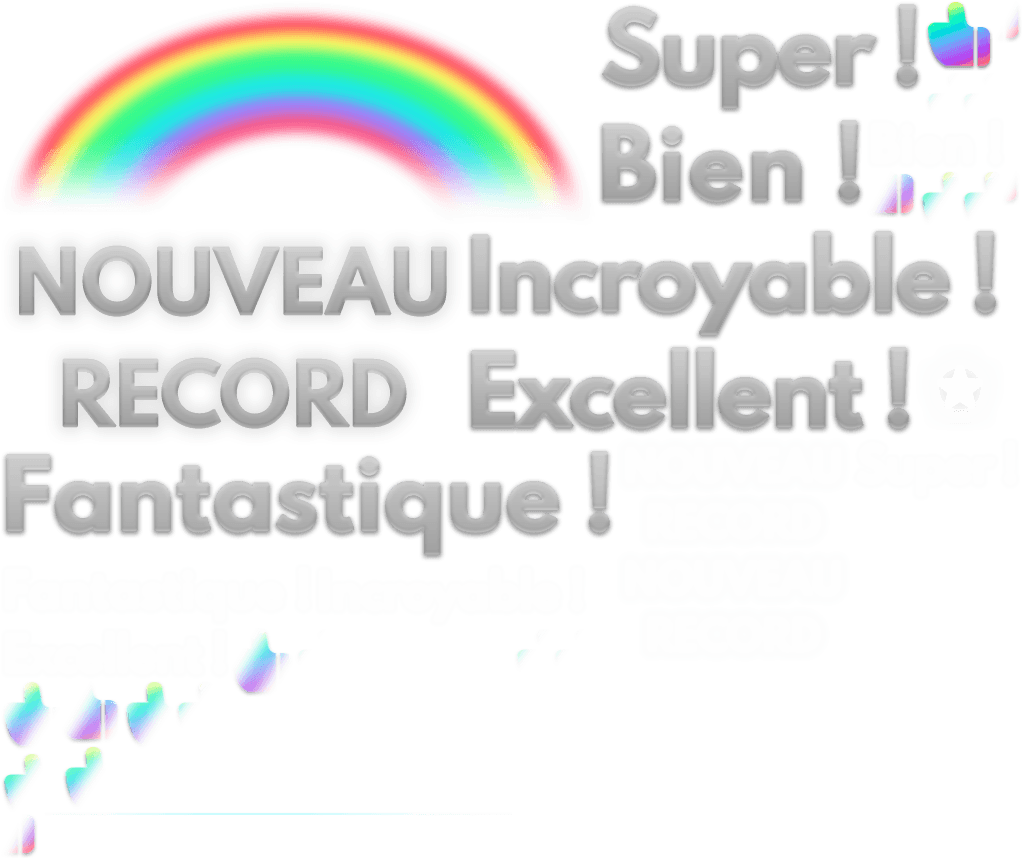 Super !
Bien !
NOUVEAU
Incroyable !
RECORD
Excellent !
Fantastique !